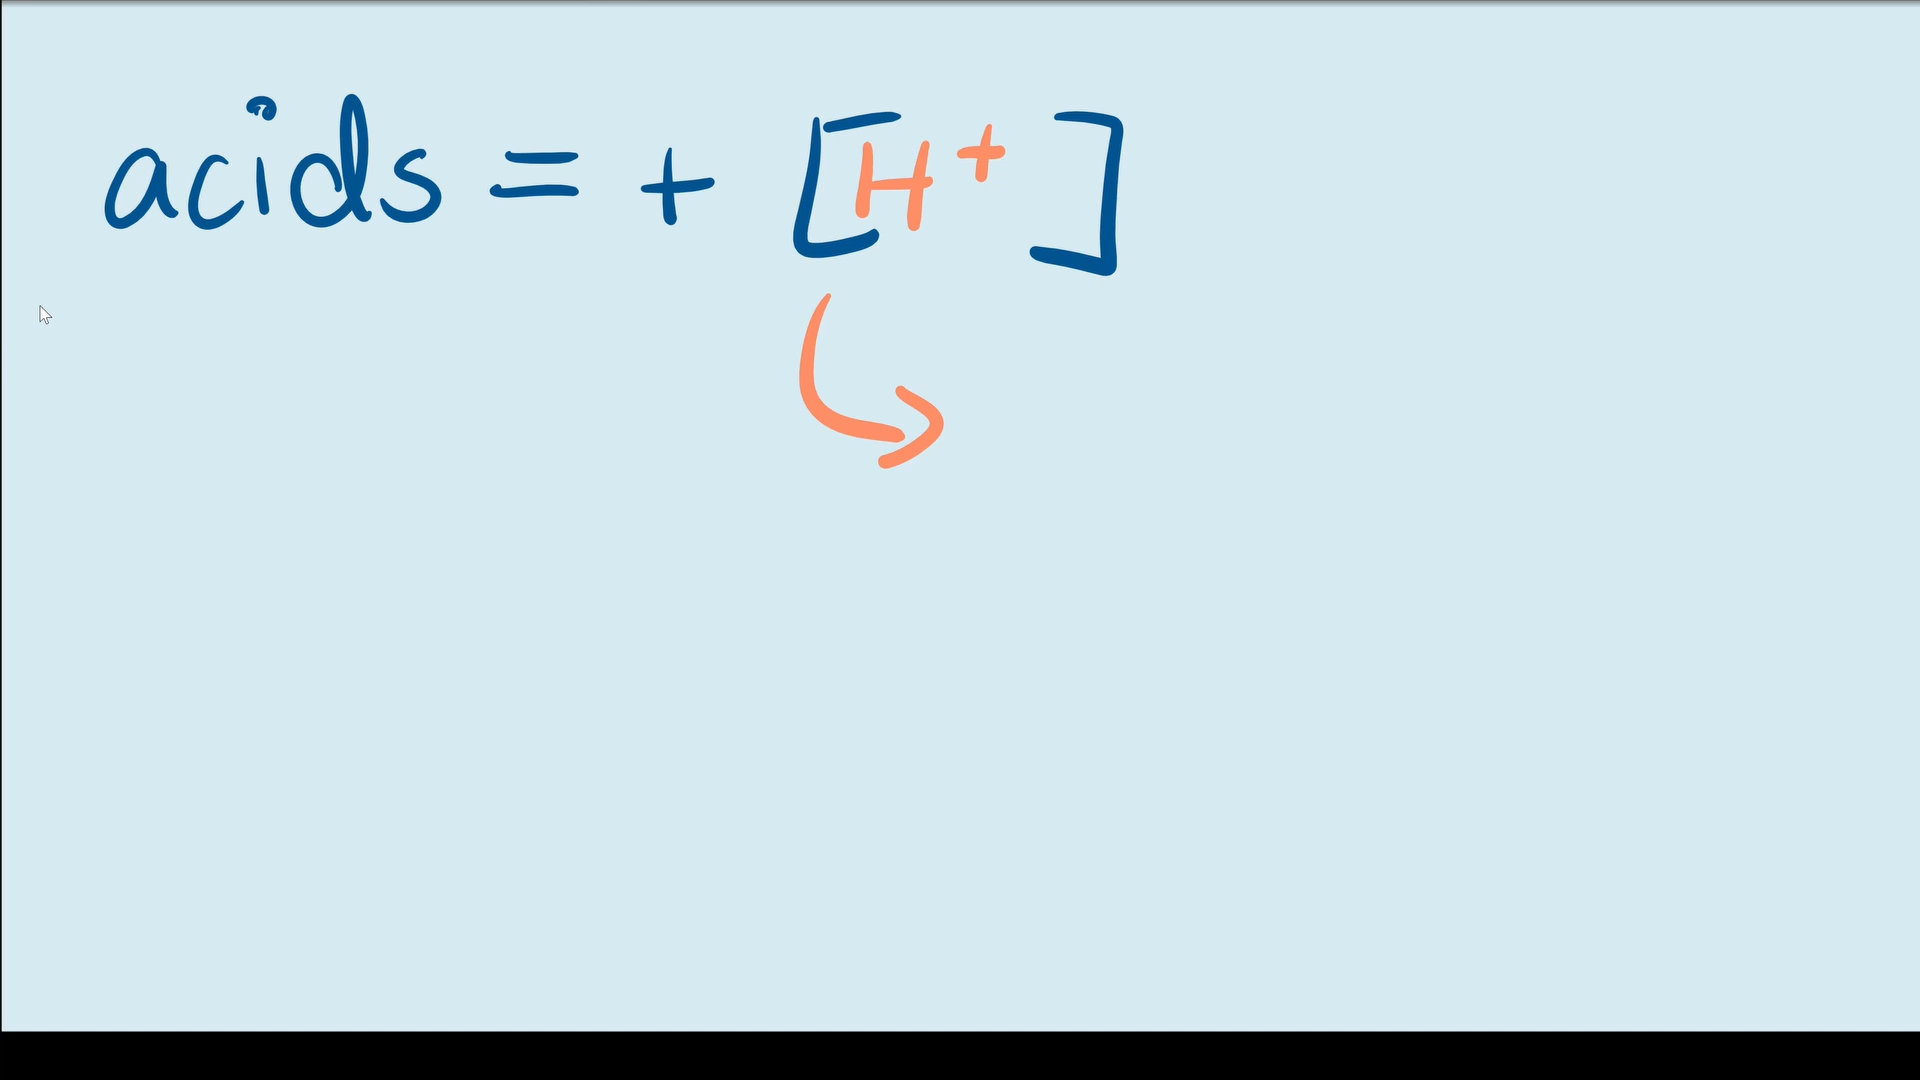 acids = + [H⁺]